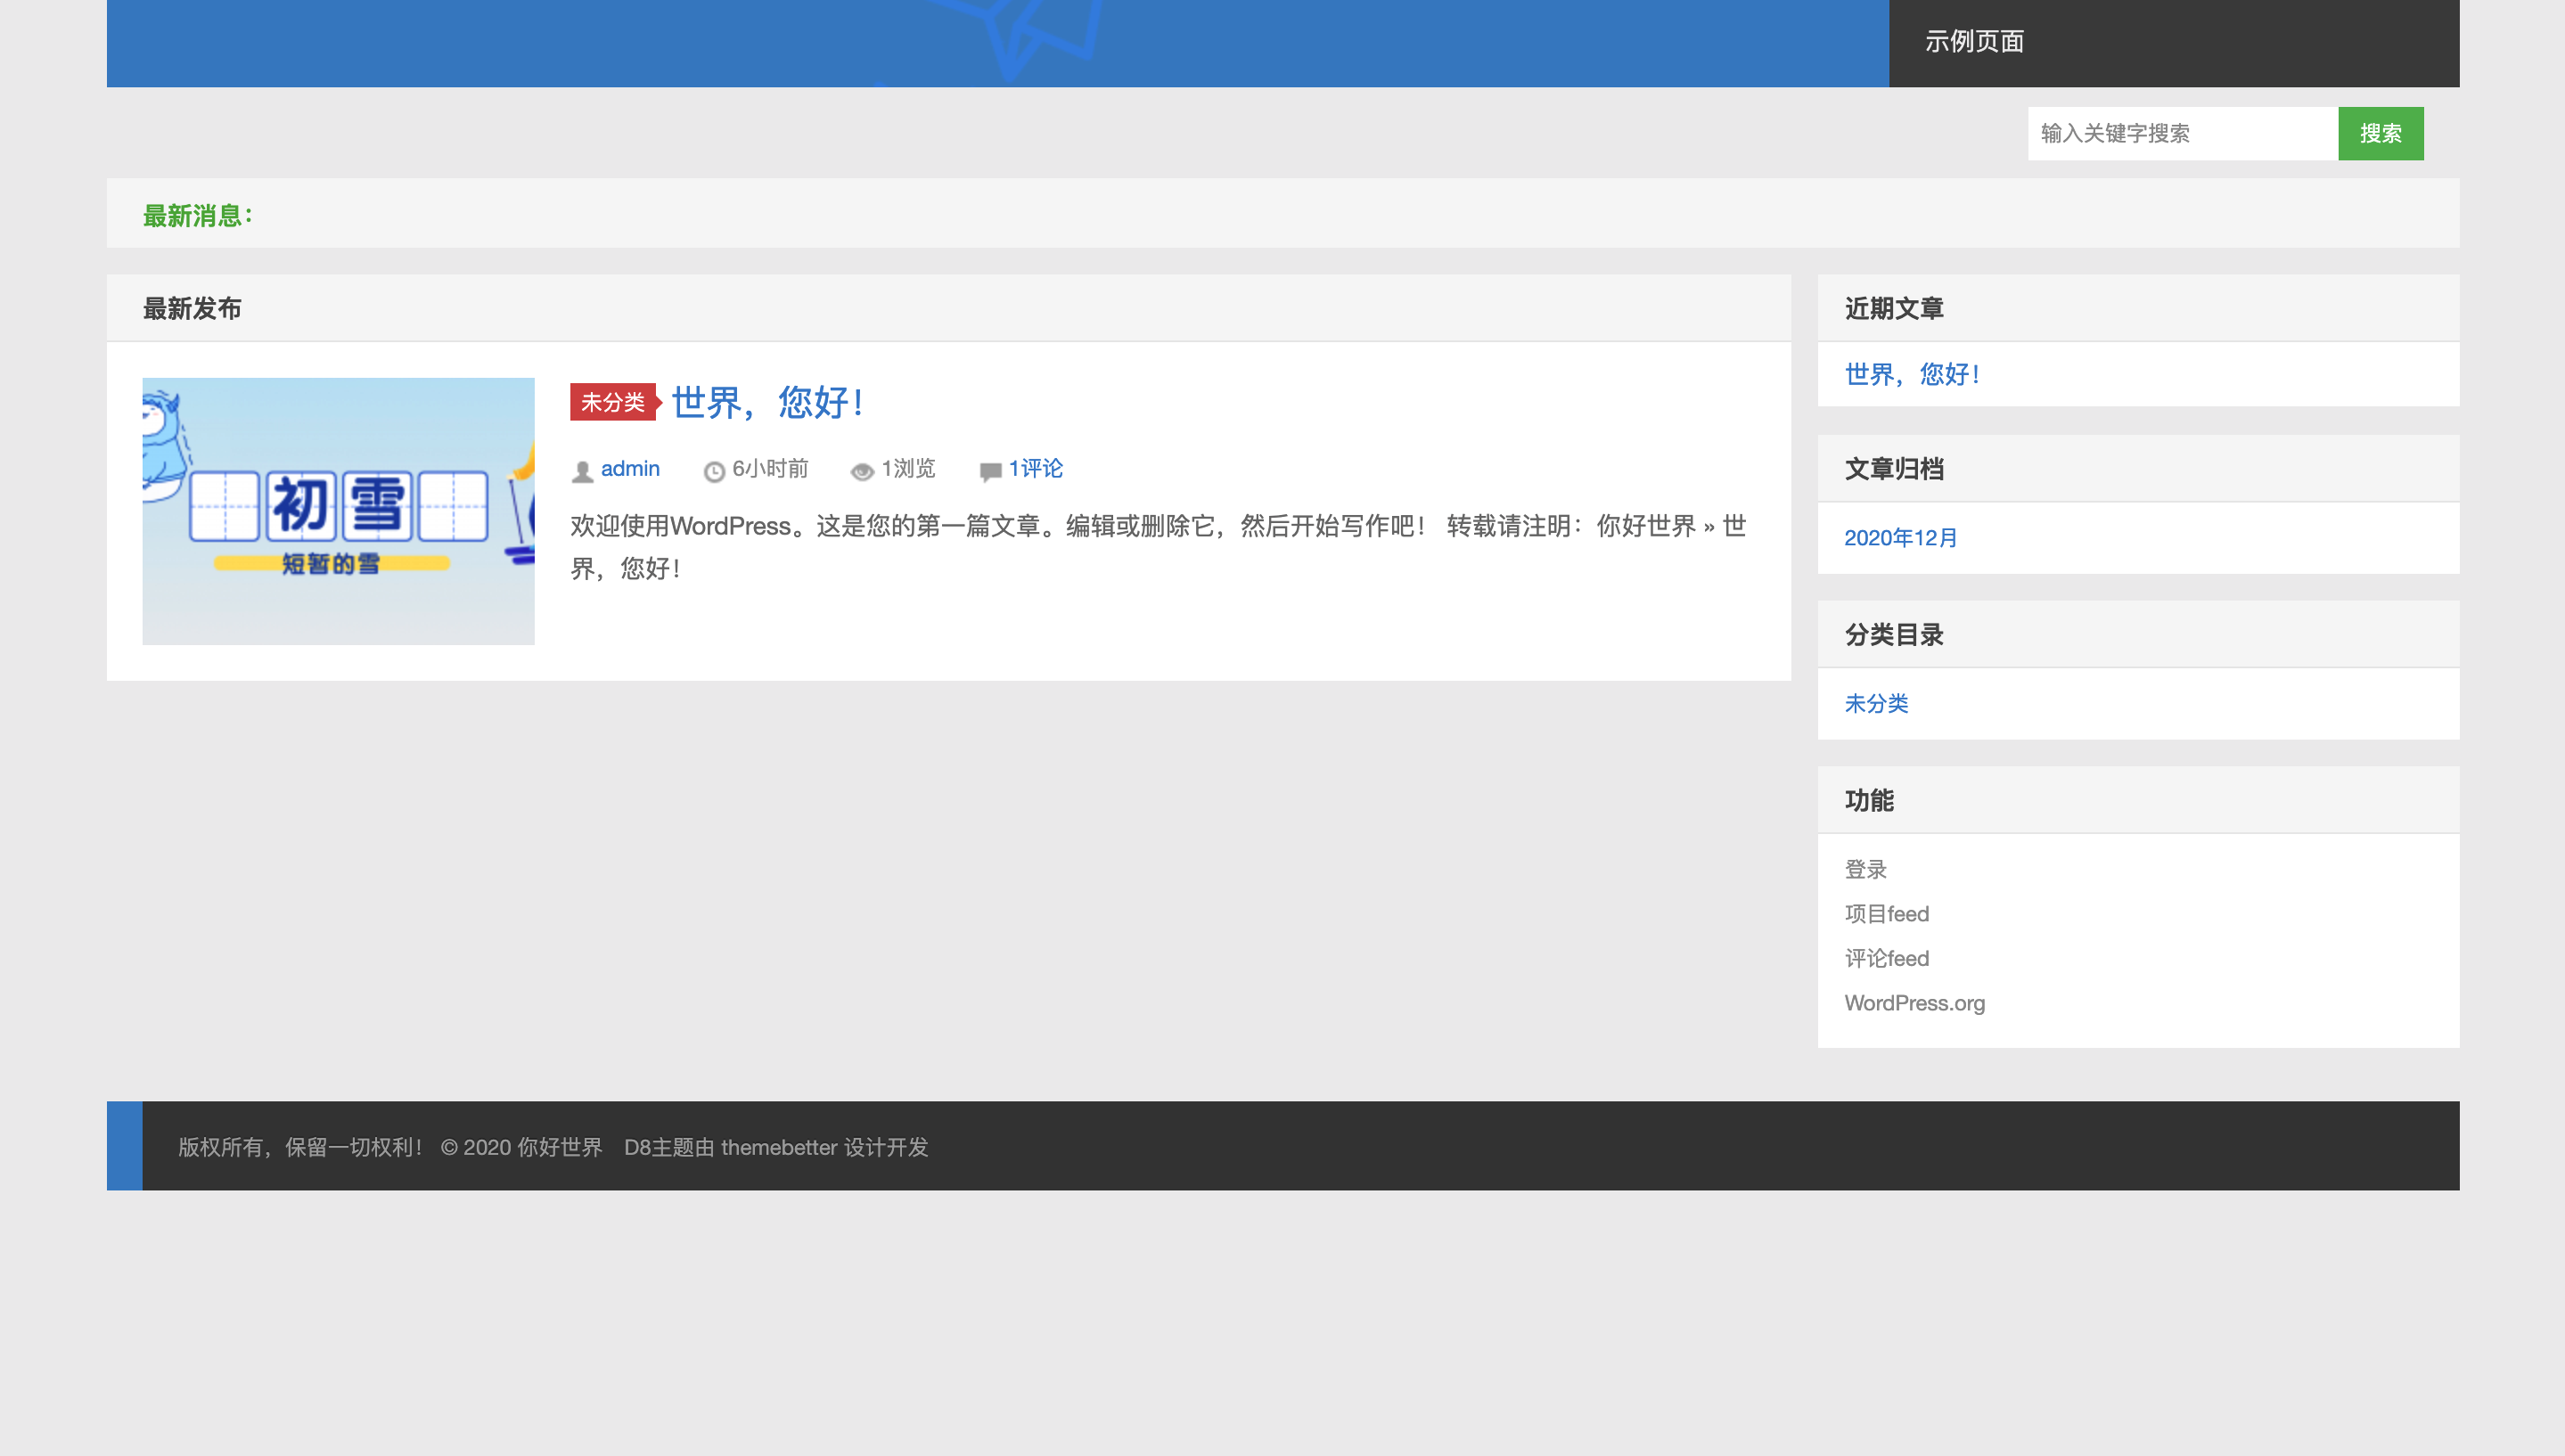 示例页面
输入关键字搜索
搜索
最新消息：
最新发布
初雪
短暂的雪
未分类
世界，您好！
admin
6小时前
1浏览
1评论
欢迎使用WordPress。这是您的第一篇文章。编辑或删除它，然后开始写作吧！ 转载请注明：你好世界 » 世
界，您好！
近期文章
世界，您好！
文章归档
2020年12月
分类目录
未分类
功能
登录
项目feed
评论feed
WordPress.org
版权所有，保留一切权利！ © 2020 你好世界 D8主题由 themebetter 设计开发